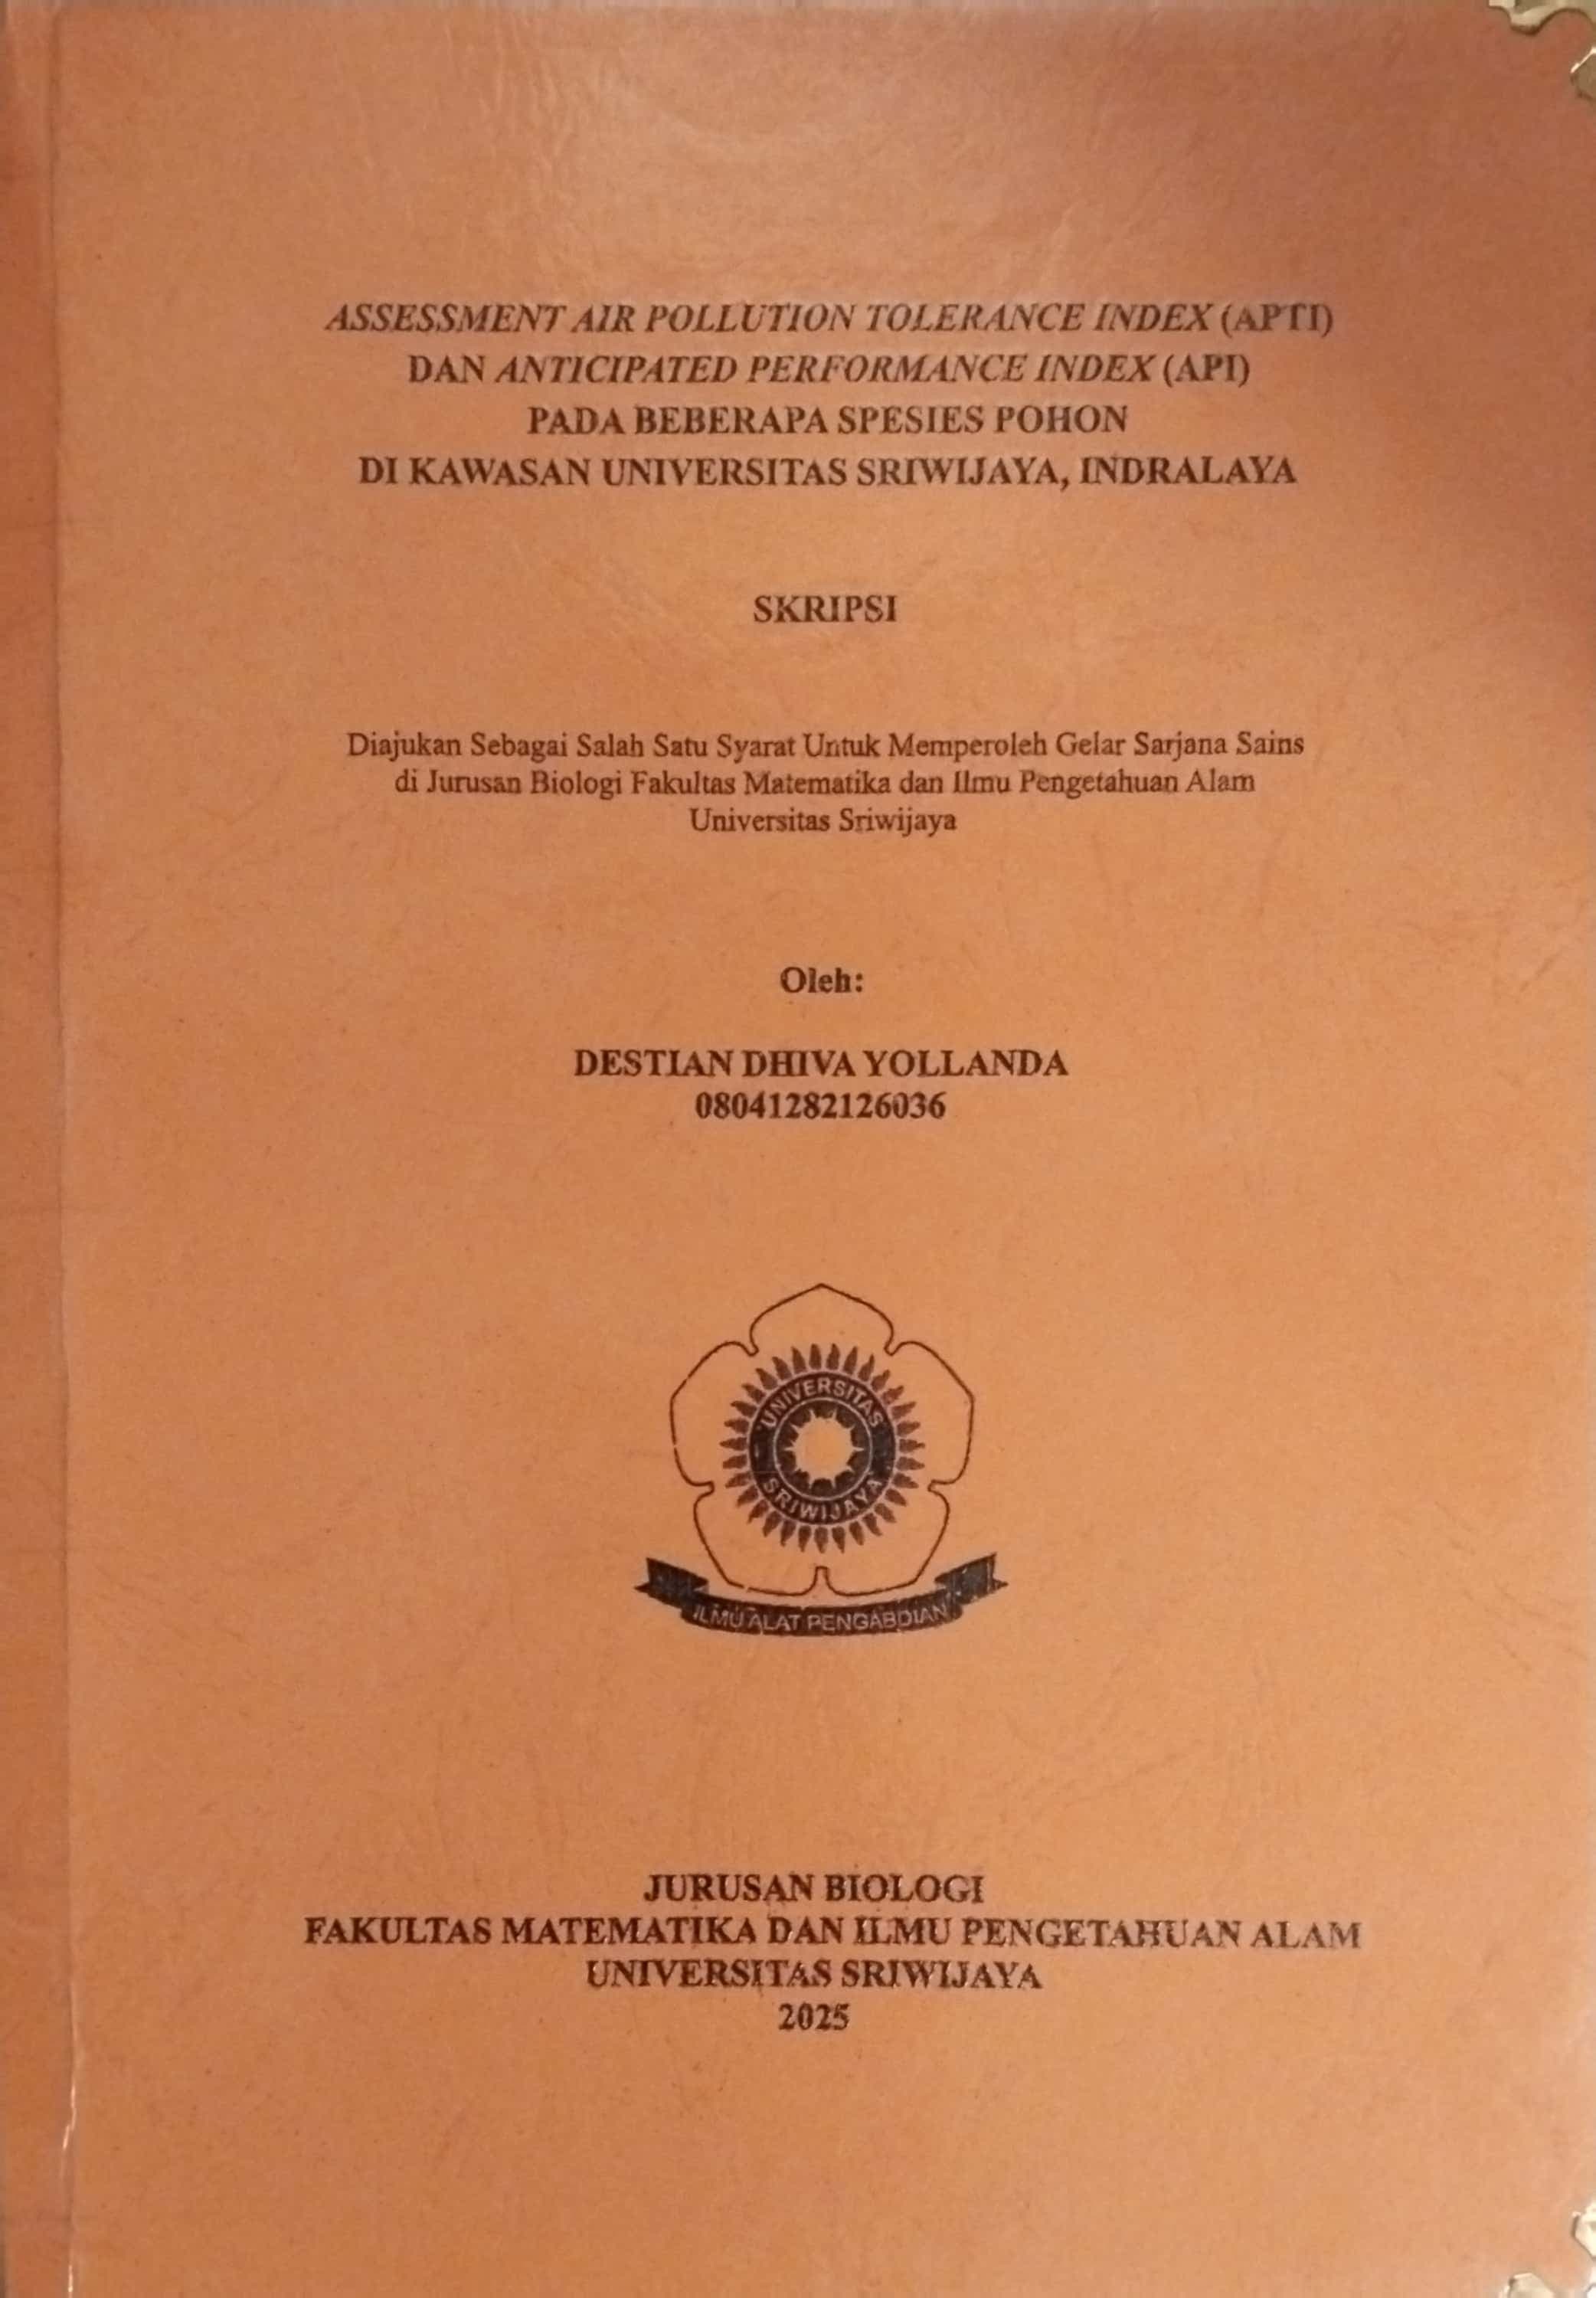 ASSESSMENT AIR POLLUTION TOLERANCE INDEX (APTI)
DAN ANTICIPATED PERFORMANCE INDEX (API)
PADA BEBERAPA SPESIES POHON
DI KAWASAN UNIVERSITAS SRIWIJAYA, INDRALAYA
SKRIPSI
Diajukan Sebagai Salah Satu Syarat Untuk Memperoleh Gelar Sarjana Sains
di Jurusan Biologi Fakultas Matematika dan Ilmu Pengetahuan Alam
Universitas Sriwijaya
Oleh:
DESTIAN DHIVA YOLLANDA
08041282126036
UNIVERSITAS
SRIWIJAYA
ILMU ALAT PENGABDIAN
JURUSAN BIOLOGI
FAKULTAS MATEMATIKA DAN ILMU PENGETAHUAN ALAM
UNIVERSITAS SRIWIJAYA
2025